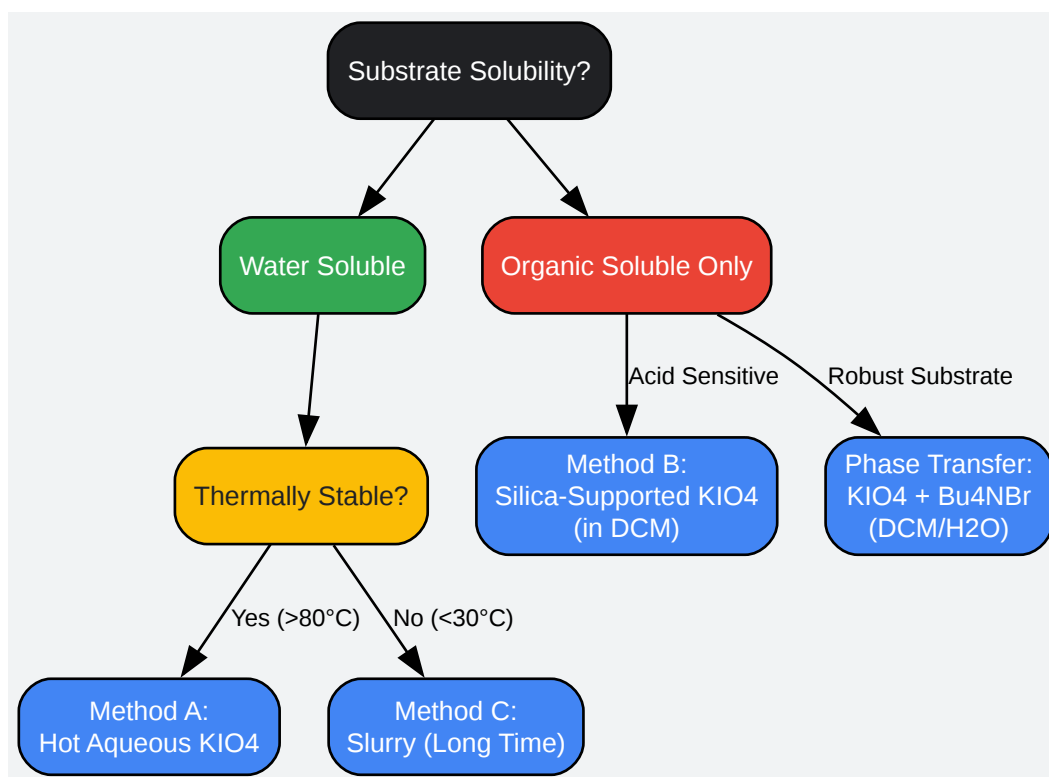 Substrate Solubility?
Water Soluble
Organic Soluble Only
Acid Sensitive
Robust Substrate
Thermally Stable?
Method B:
Silica-Supported KIO4
(in DCM)
Phase Transfer:
KIO4 + Bu4NBr
(DCM/H2O)
Yes (>80°C)
No (<30°C)
Method A:
Hot Aqueous KIO4
Method C:
Slurry (Long Time)